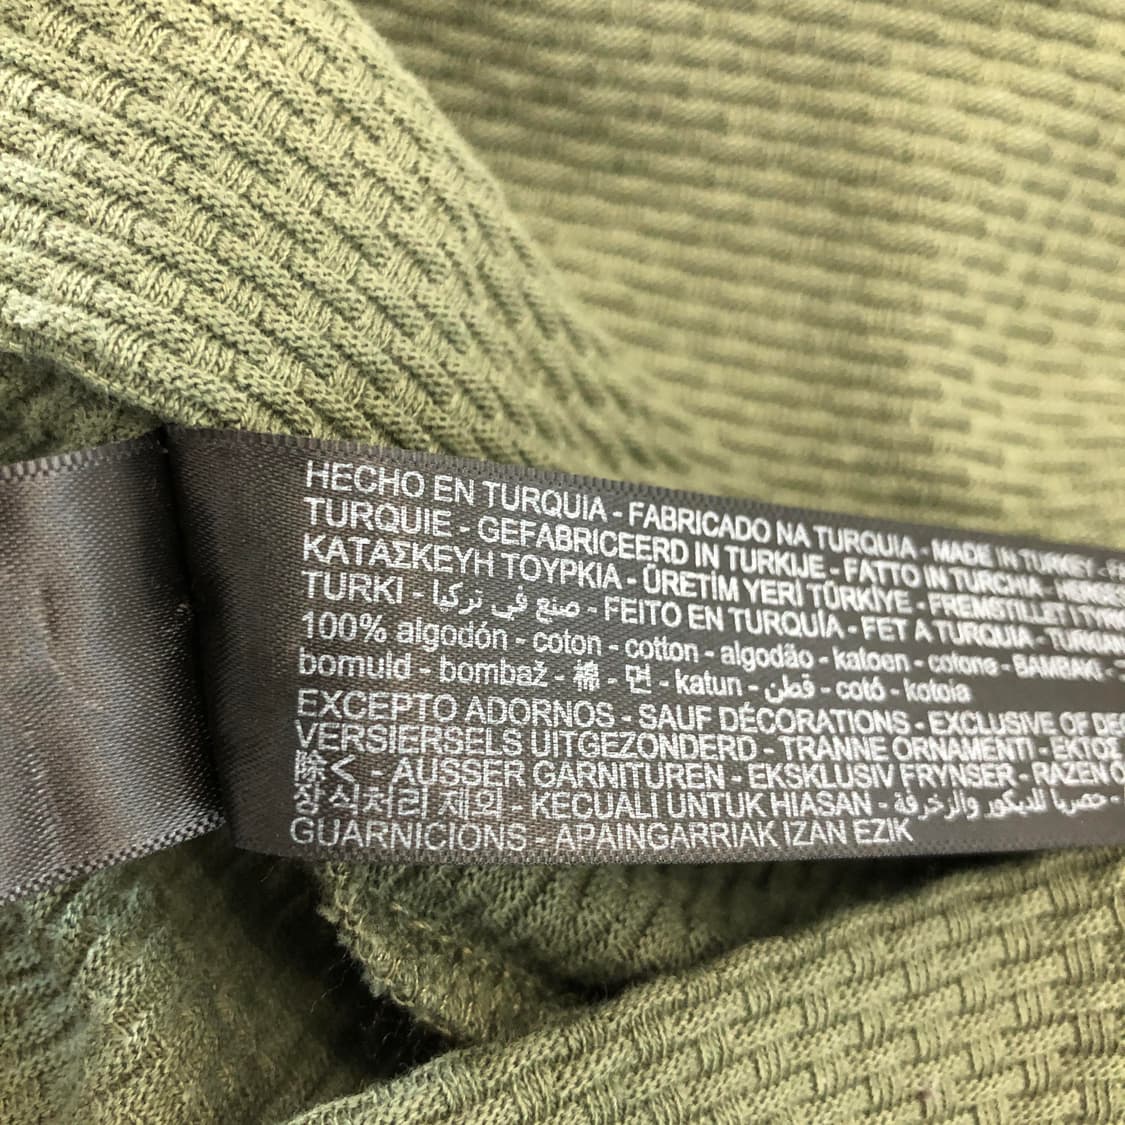 HECHO EN TURQUIA - FABRICADO NA TURQUIA - MADE IN TURKEY -
TURQUIE - GEFABRICEERD IN TURKIJE - FATTO IN TURCHIA -
ΚΑΤΑΣΚΕΥΗ ΤΟΥΡΚΙΑ - ÜRETİM YERİ TÜRKİYE - FREMSTILLET I
TURKI - صنع في تركيا - FEITO EN TURQUÍA - FET A TURQUIA -
100% algodón - coton - cotton - algodão - katoen - cotone - ΒΑΜΒΑΚΙ -
bomuld - bombaž - 棉 - 면 - katun - قطن - cotó - kotoia
EXCEPTO ADORNOS - SAUF DÉCORATIONS - EXCLUSIVE OF
VERSIERSELS UITGEZONDERD - TRANNE ORNAMENTI - ΕΚΤΟΣ
除く - AUSSER GARNITUREN - EKSKLUSIV FRYNSER - RAZEN
장식처리 제외 - KECUALI UNTUK HIASAN - حصريا للديكور والزخرفة -
GUARNICIONS - APAINGARRIAK IZAN EZIK